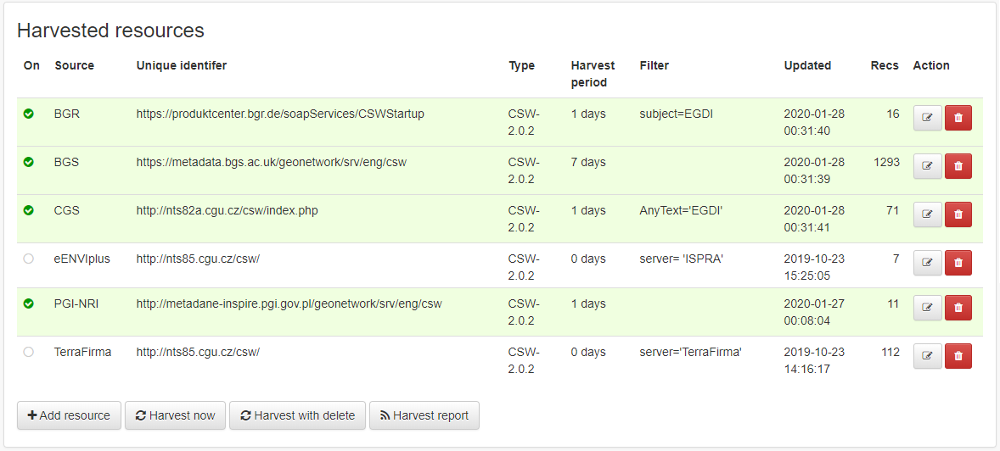 Harvested resources
On Source Unique identifer Type Harvest period Filter Updated Recs Action
BGR https://produktcenter.bgr.de/soapServices/CSWStartup CSW-2.0.2 1 days subject=EGDI 2020-01-28 00:31:40 16
BGS https://metadata.bgs.ac.uk/geonetwork/srv/eng/csw CSW-2.0.2 7 days 2020-01-28 00:31:39 1293
CGS http://nts82a.cgu.cz/csw/index.php CSW-2.0.2 1 days AnyText='EGDI' 2020-01-28 00:31:41 71
eENVIplus http://nts85.cgu.cz/csw/ CSW-2.0.2 0 days server= 'ISPRA' 2019-10-23 15:25:05 7
PGI-NRI http://metadane-inspire.pgi.gov.pl/geonetwork/srv/eng/csw CSW-2.0.2 1 days 2020-01-27 00:08:04 11
TerraFirma http://nts85.cgu.cz/csw/ CSW-2.0.2 0 days server='TerraFirma' 2019-10-23 14:16:17 112
Add resource Harvest now Harvest with delete Harvest report